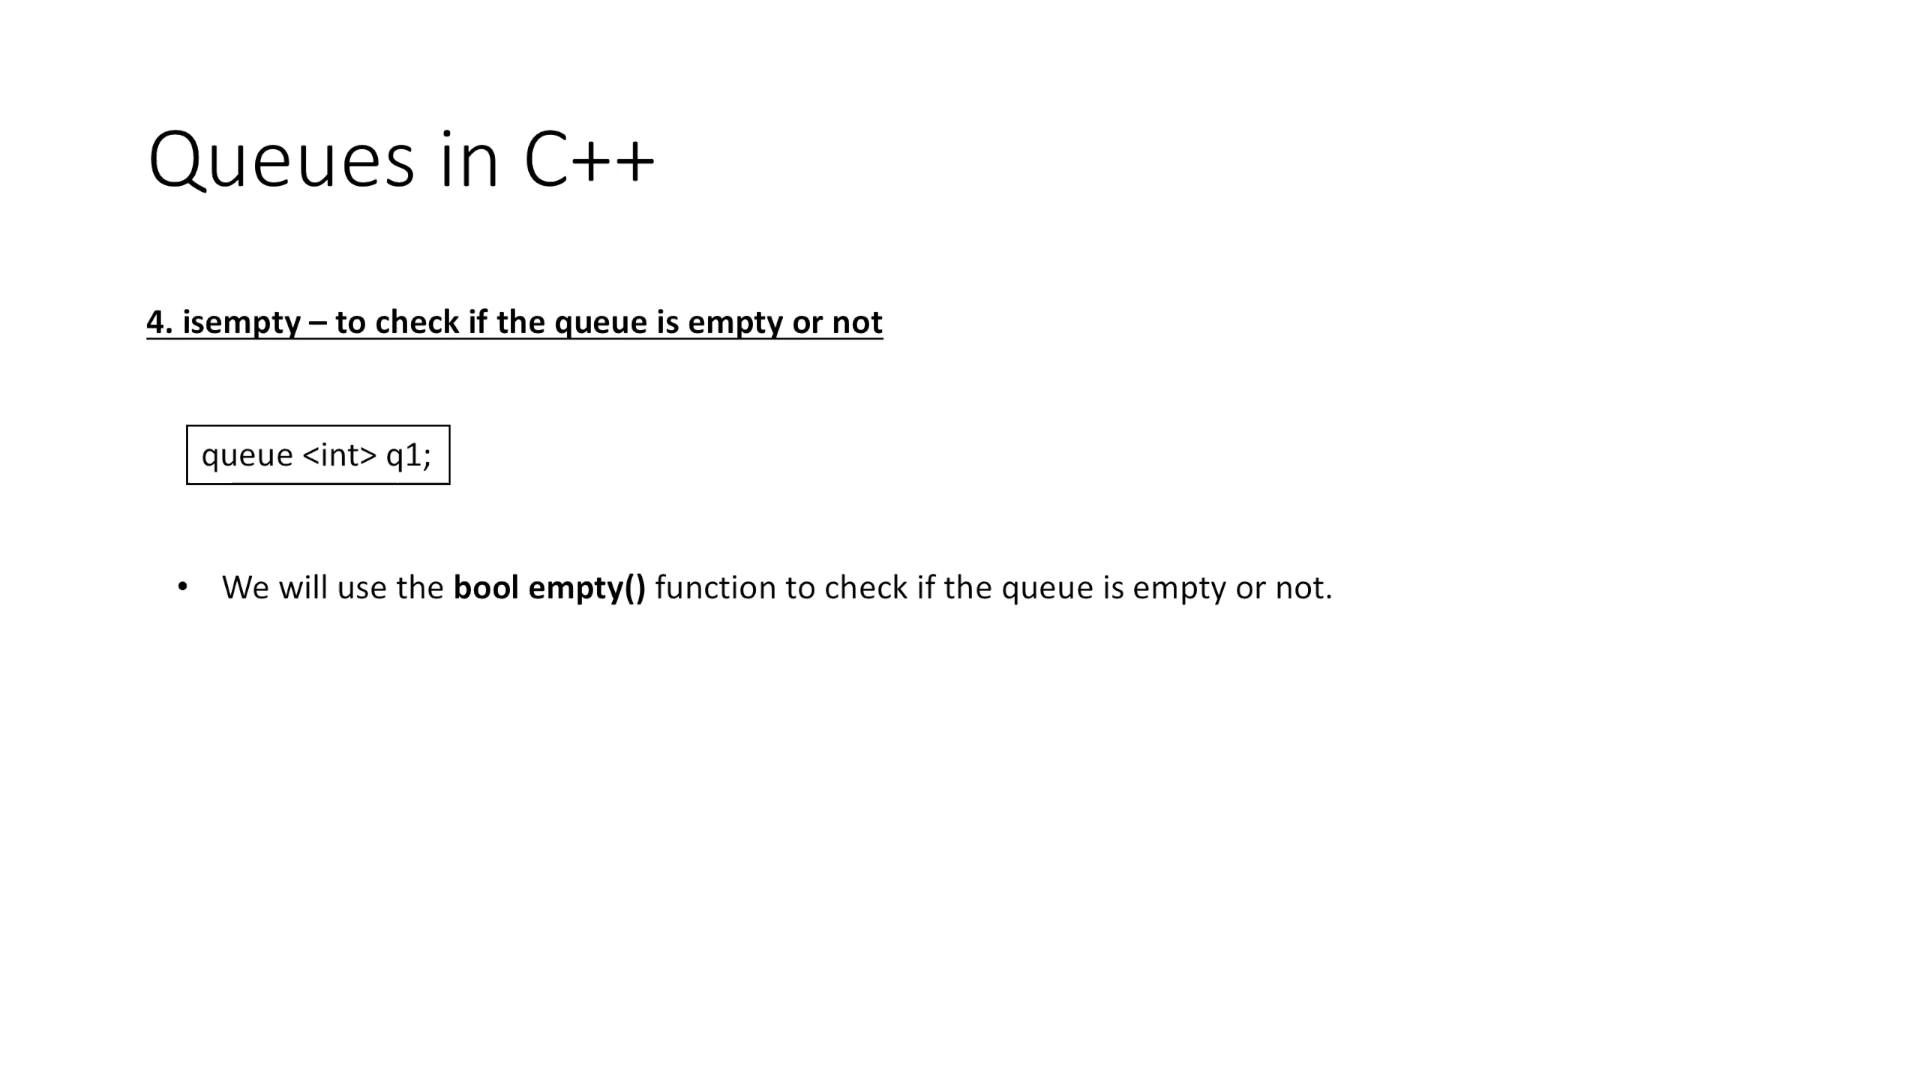 Queues in C++
4. isempty – to check if the queue is empty or not
queue <int> q1;
• We will use the bool empty() function to check if the queue is empty or not.